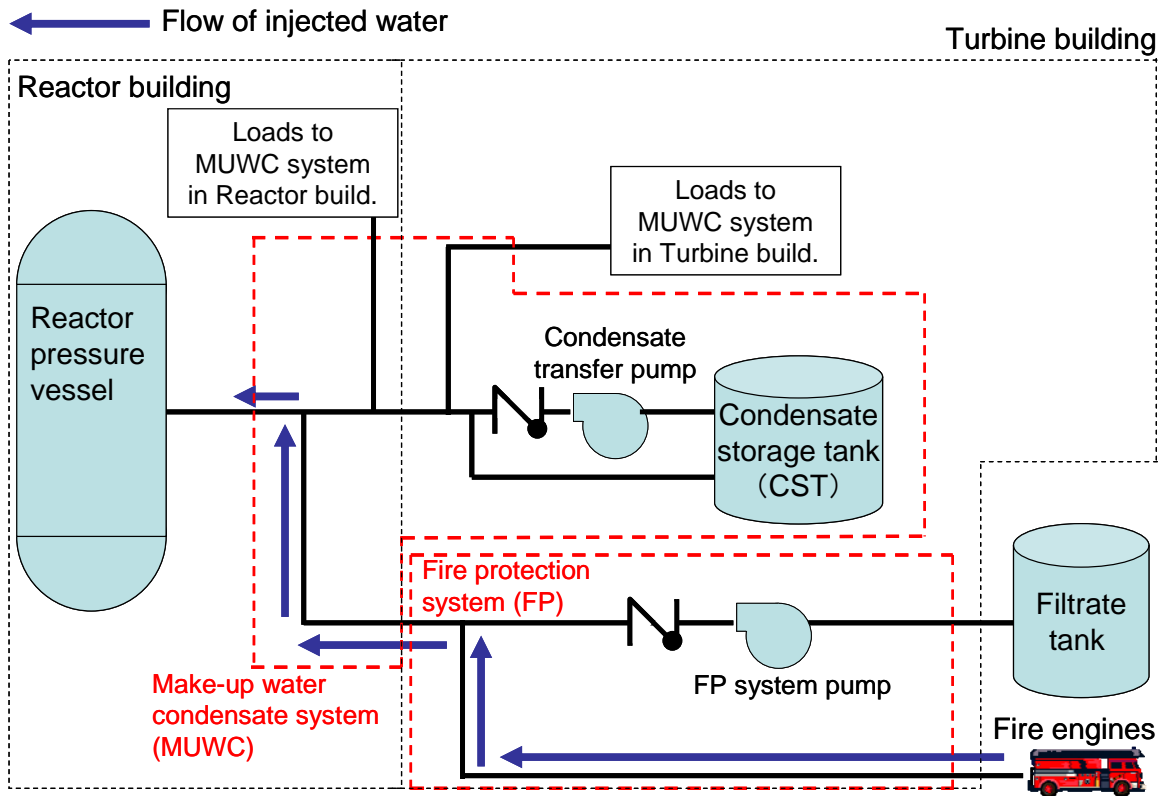 Flow of injected water
Turbine building
Reactor building
Loads to
MUWC system
in Reactor build.
Loads to
MUWC system
in Turbine build.
Reactor
pressure
vessel
Condensate
transfer pump
Condensate
storage tank
（CST）
Fire protection
system (FP)
Filtrate
tank
FP system pump
Make-up water
condensate system
(MUWC)
Fire engines